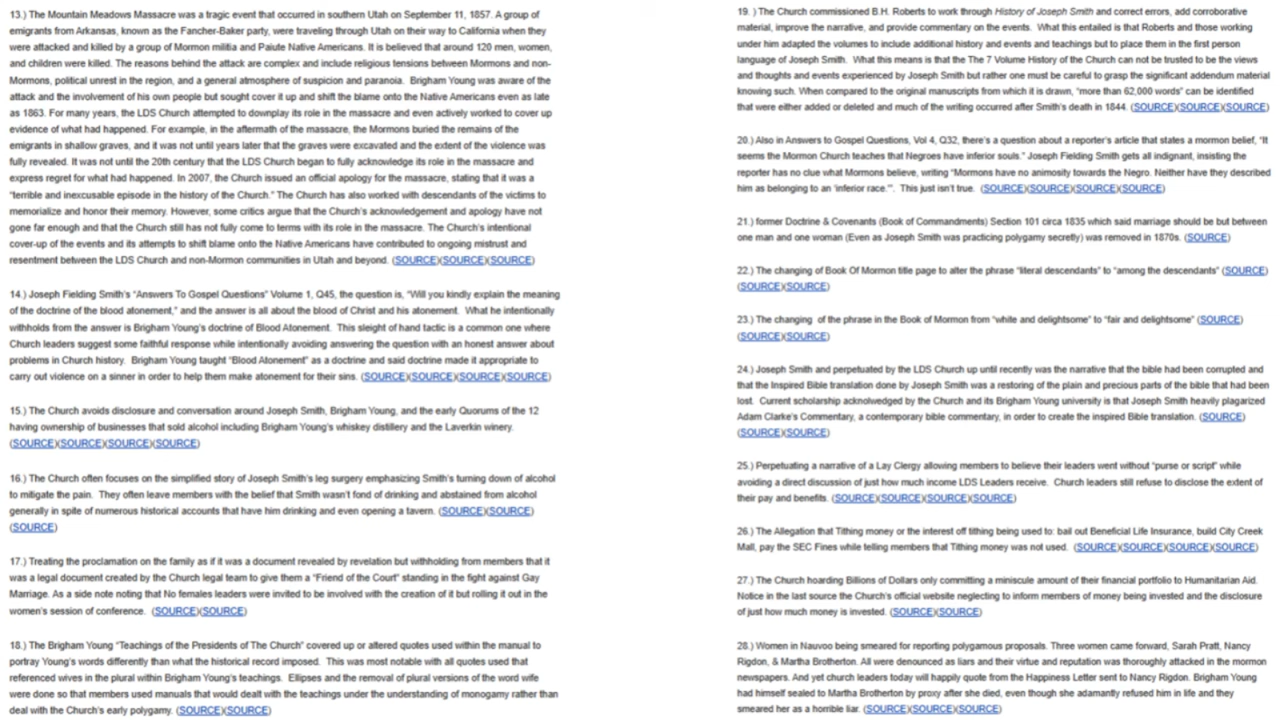 13.) The Mountain Meadows Massacre was a tragic event that occurred in southern Utah on September 11, 1857. A group of
emigrants from Arkansas, known as the Fancher-Baker party, were traveling through Utah on their way to California when they
were attacked and killed by a group of Mormon militia and Paiute Native Americans. It is believed that around 120 men, women,
and children were killed. The reasons behind the attack are complex and include religious tensions between Mormons and non-
Mormons, political unrest in the region, and a general atmosphere of suspicion and paranoia. Brigham Young was aware of the
attack and the involvement of his own people but sought cover it up and shift the blame onto the Native Americans even as late
as 1863. For many years, the LDS Church attempted to downplay its role in the massacre and even actively worked to cover up
evidence of what had happened. For example, in the aftermath of the massacre, the Mormons buried the remains of the
emigrants in shallow graves, and it was not until years later that the graves were excavated and the extent of the violence was
fully revealed. It was not until the 20th century that the LDS Church began to fully acknowledge its role in the massacre and
express regret for what had happened. In 2007, the Church issued an official apology for the massacre, stating that it was a
"terrible and inexcusable episode in the history of the Church." The Church has also worked with descendants of the victims to
memorialize and honor their memory. However, some critics argue that the Church's acknowledgement and apology have not
gone far enough and that the Church still has not fully come to terms with its role in the massacre. The Church's intentional
cover-up of the events and its attempts to shift blame onto the Native Americans have contributed to ongoing mistrust and
resentment between the LDS Church and non-Mormon communities in Utah and beyond. (SOURCE)(SOURCE)(SOURCE)
14.) Joseph Fielding Smith's "Answers To Gospel Questions" Volume 1, Q45, the question is, "Will you kindly explain the meaning
of the doctrine of the blood atonement," and the answer is all about the blood of Christ and his atonement. What he intentionally
withholds from the answer is Brigham Young's doctrine of Blood Atonement. This sleight of hand tactic is a common one where
Church leaders suggest some faithful response while intentionally avoiding answering the question with an honest answer about
problems in Church history. Brigham Young taught "Blood Atonement" as a doctrine and said doctrine made it appropriate to
carry out violence on a sinner in order to help them make atonement for their sins. (SOURCE)(SOURCE)(SOURCE)(SOURCE)
15.) The Church avoids disclosure and conversation around Joseph Smith, Brigham Young, and the early Quorums of the 12
having ownership of businesses that sold alcohol including Brigham Young's whiskey distillery and the Laverkin winery.
(SOURCE)(SOURCE)(SOURCE)(SOURCE)
16.) The Church often focuses on the simplified story of Joseph Smith's leg surgery emphasizing Smith's turning down of alcohol
to mitigate the pain. They often leave members with the belief that Smith wasn't fond of drinking and abstained from alcohol
generally in spite of numerous historical accounts that have him drinking and even opening a tavern. (SOURCE)(SOURCE)
(SOURCE)
17.) Treating the proclamation on the family as if it was a document revealed by revelation but withholding from members that it
was a legal document created by the Church legal team to give them a "Friend of the Court" standing in the fight against Gay
Marriage. As a side note noting that No females leaders were invited to be involved with the creation of it but rolling it out in the
women's session of conference. (SOURCE)(SOURCE)
18.) The Brigham Young "Teachings of the Presidents of The Church" covered up or altered quotes used within the manual to
portray Young's words differently than what the historical record imposed. This was most notable with all quotes used that
referenced wives in the plural within Brigham Young's teachings. Ellipses and the removal of plural versions of the word wife
were done so that members used manuals that would dealt with the teachings under the understanding of monogamy rather than
deal with the Church's early polygamy. (SOURCE)(SOURCE)
19. ) The Church commissioned B.H. Roberts to work through History of Joseph Smith and correct errors, add corroborative
material, improve the narrative, and provide commentary on the events. What this entailed is that Roberts and those working
under him adapted the volumes to include additional history and events and teachings but to place them in the first person
language of Joseph Smith. What this means is that the The 7 Volume History of the Church can not be trusted to be the views
and thoughts and events experienced by Joseph Smith but rather one must be careful to grasp the significant addendum material
knowing such. When compared to the original manuscripts from which it is drawn, "more than 62,000 words" can be identified
that were either added or deleted and much of the writing occurred after Smith's death in 1844. (SOURCE)(SOURCE)(SOURCE)
20.) Also in Answers to Gospel Questions, Vol 4, Q32, there's a question about a reporter's article that states a mormon belief, "It
seems the Mormon Church teaches that Negroes have inferior souls." Joseph Fielding Smith gets all indignant, insisting the
reporter has no clue what Mormons believe, writing "Mormons have no animosity towards the Negro. Neither have they described
him as belonging to an 'inferior race.'". This just isn't true. (SOURCE)(SOURCE)(SOURCE)(SOURCE)
21.) former Doctrine & Covenants (Book of Commandments) Section 101 circa 1835 which said marriage should be but between
one man and one woman (Even as Joseph Smith was practicing polygamy secretly) was removed in 1870s. (SOURCE)
22.) The changing of Book Of Mormon title page to alter the phrase "literal descendants" to "among the descendants" (SOURCE)
(SOURCE)(SOURCE)
23.) The changing of the phrase in the Book of Mormon from "white and delightsome" to "fair and delightsome" (SOURCE)
(SOURCE)(SOURCE)
24.) Joseph Smith and perpetuated by the LDS Church up until recently was the narrative that the bible had been corrupted and
that the Inspired Bible translation done by Joseph Smith was a restoring of the plain and precious parts of the bible that had been
lost. Current scholarship acknolwedged by the Church and its Brigham Young university is that Joseph Smith heavily plagarized
Adam Clarke's Commentary, a contemporary bible commentary, in order to create the inspired Bible translation. (SOURCE)
(SOURCE)(SOURCE)
25.) Perpetuating a narrative of a Lay Clergy allowing members to believe their leaders went without "purse or script" while
avoiding a direct discussion of just how much income LDS Leaders receive. Church leaders still refuse to disclose the extent of
their pay and benefits. (SOURCE)(SOURCE)(SOURCE)(SOURCE)
26.) The Allegation that Tithing money or the interest off tithing being used to: bail out Beneficial Life Insurance, build City Creek
Mall, pay the SEC Fines while telling members that Tithing money was not used. (SOURCE)(SOURCE)(SOURCE)(SOURCE)
27.) The Church hoarding Billions of Dollars only committing a miniscule amount of their financial portfolio to Humanitarian Aid.
Notice in the last source the Church's official website neglecting to inform members of money being invested and the disclosure
of just how much money is invested. (SOURCE)(SOURCE)
28.) Women in Nauvoo being smeared for reporting polygamous proposals. Three women came forward, Sarah Pratt, Nancy
Rigdon, & Martha Brotherton. All were denounced as liars and their virtue and reputation was thoroughly attacked in the mormon
newspapers. And yet church leaders today will happily quote from the Happiness Letter sent to Nancy Rigdon. Brigham Young
had himself sealed to Martha Brotherton by proxy after she died, even though she adamantly refused him in life and they
smeared her as a horrible liar. (SOURCE)(SOURCE)(SOURCE)